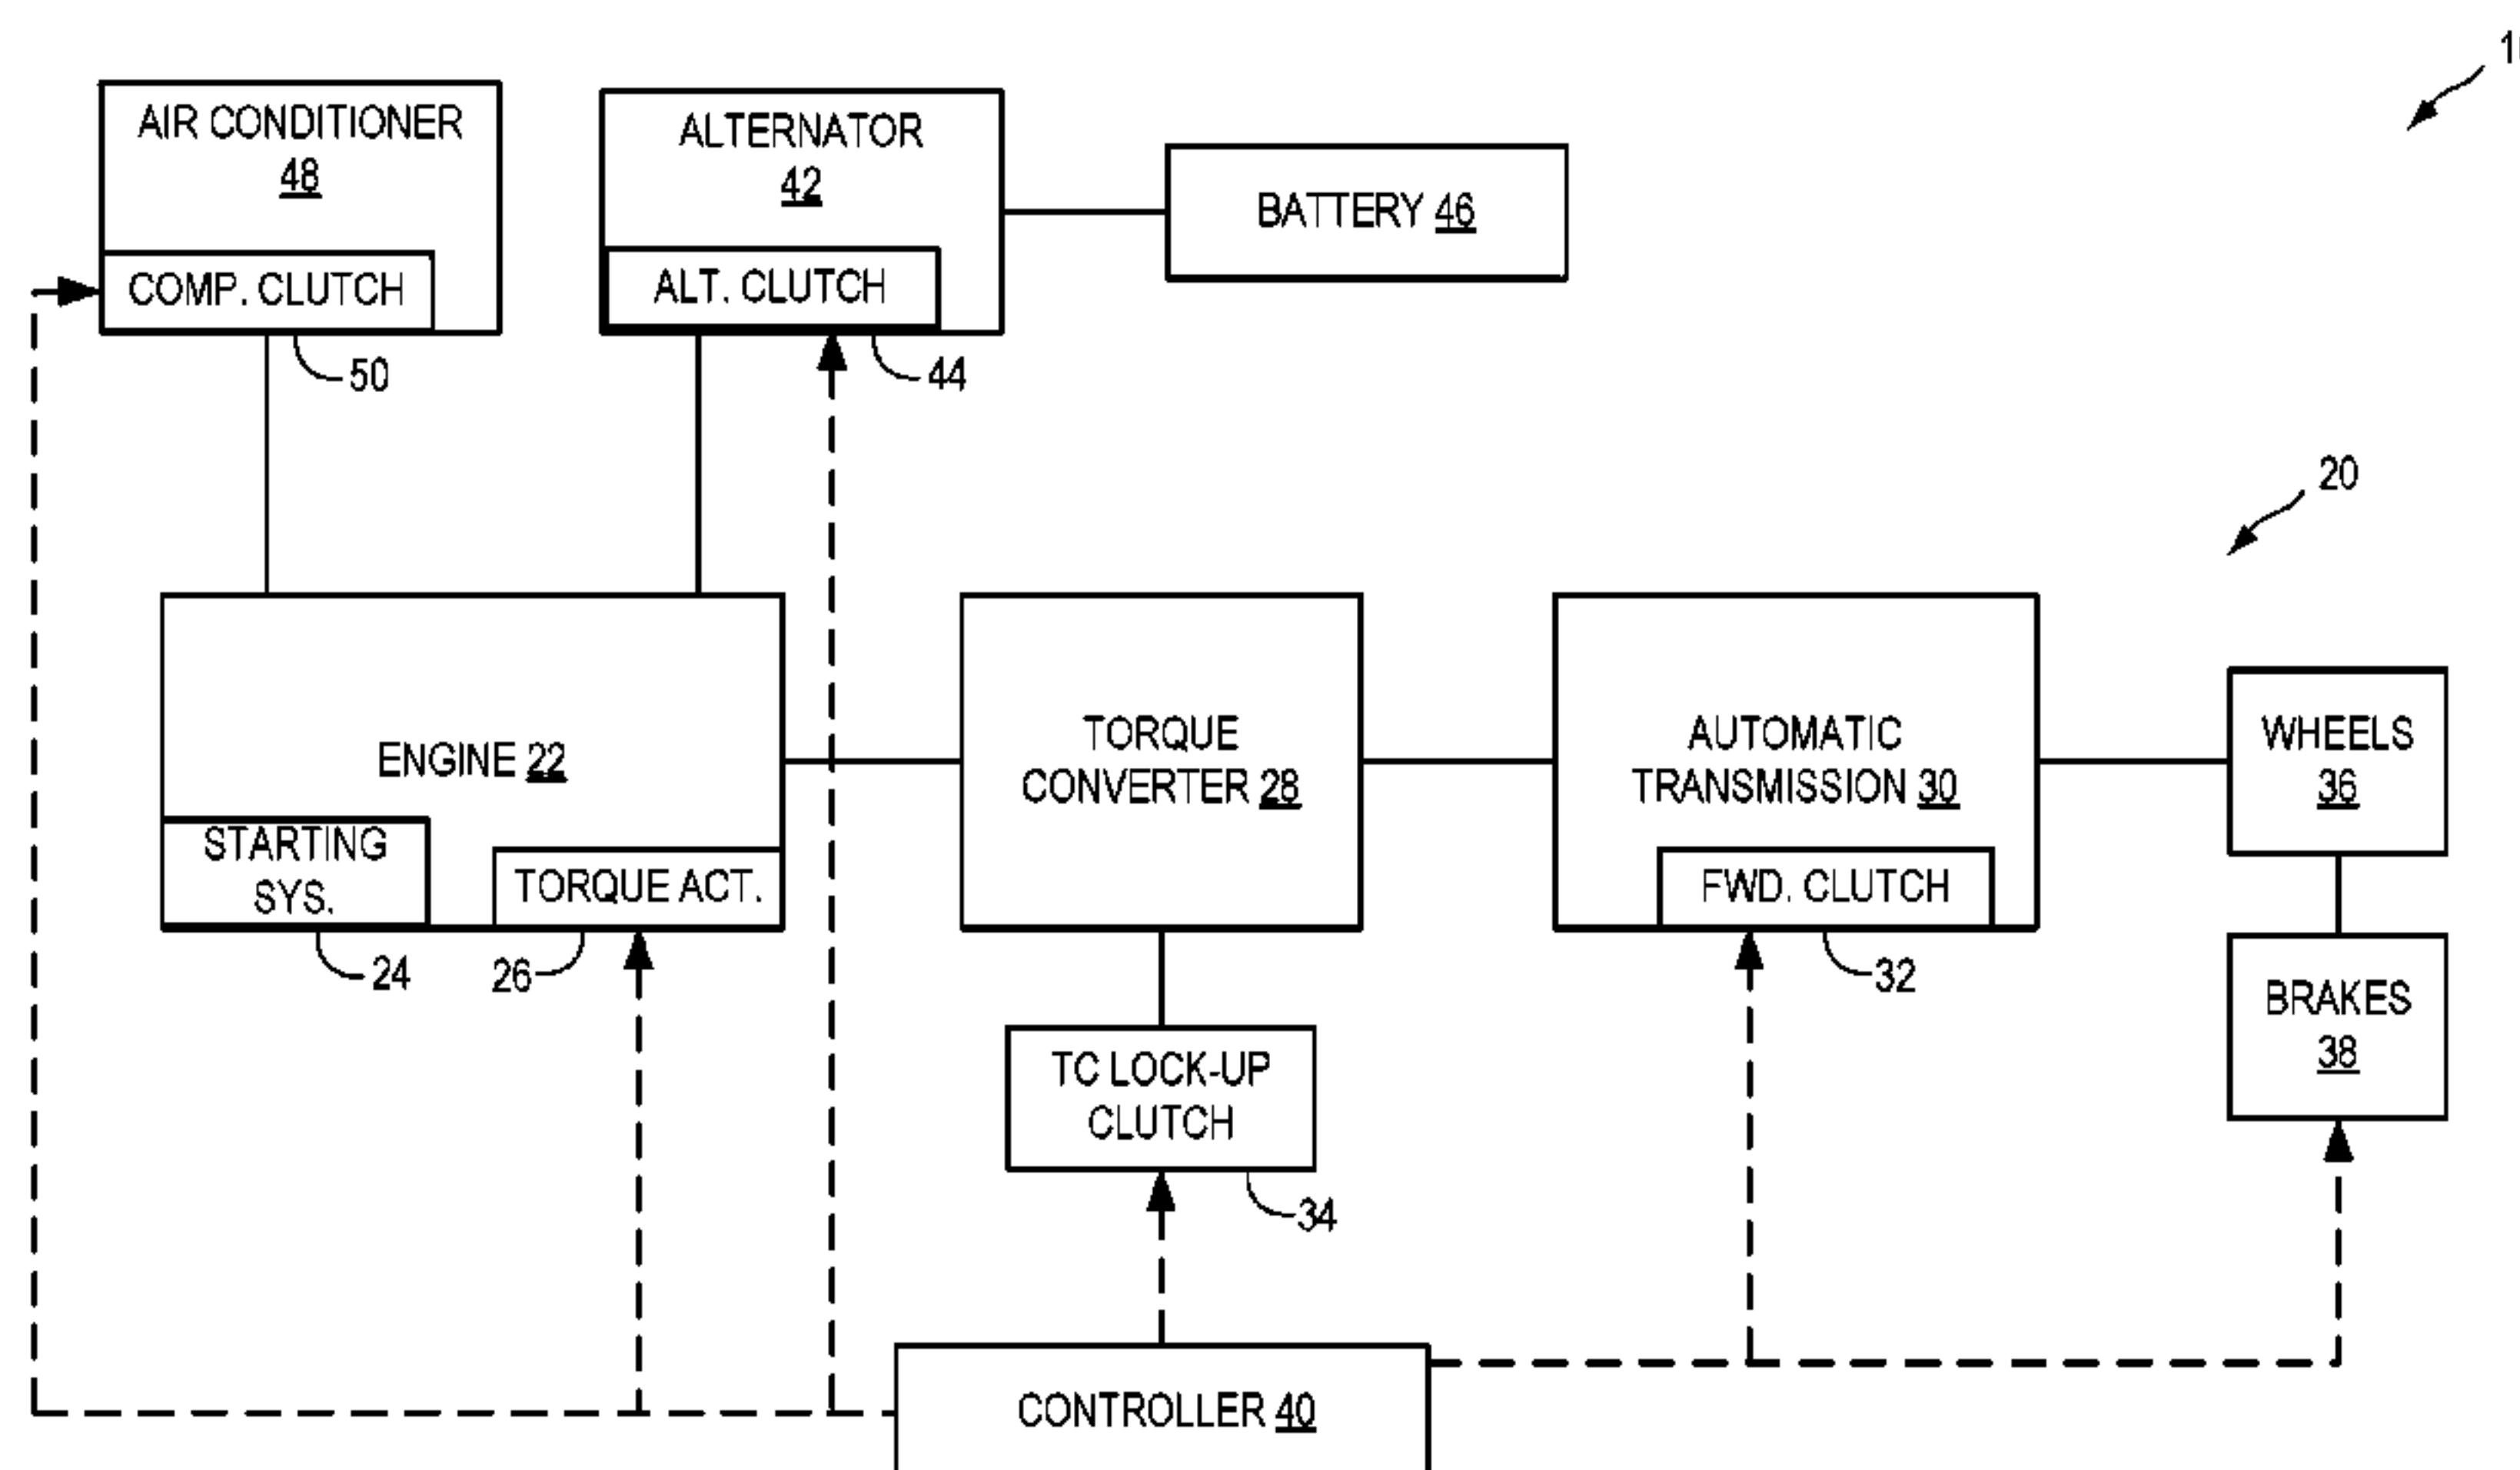 AIR CONDITIONER
48
COMP. CLUTCH
50
ALTERNATOR
42
ALT. CLUTCH
44
BATTERY 46
20
ENGINE 22
STARTING
SYS.
24
TORQUE ACT.
26
TORQUE
CONVERTER 28
TC LOCK-UP
CLUTCH
34
AUTOMATIC
TRANSMISSION 30
FWD. CLUTCH
32
WHEELS
36
BRAKES
38
CONTROLLER 40